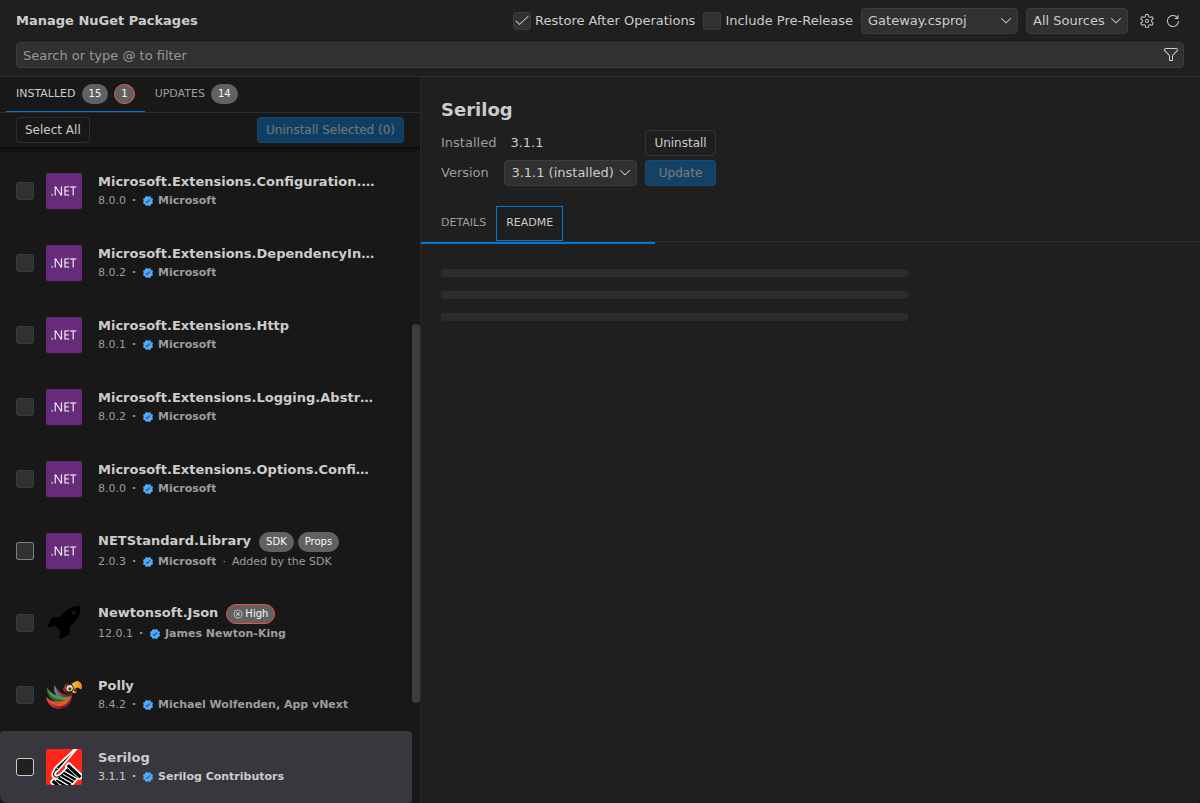 Manage NuGet Packages
Restore After Operations
Include Pre-Release
Gateway.csproj
All Sources
Search or type @ to filter
INSTALLED 15 1 UPDATES 14
Select All
Uninstall Selected (0)
.NET
Microsoft.Extensions.Configuration....
8.0.0 · Microsoft
.NET
Microsoft.Extensions.DependencyIn...
8.0.2 · Microsoft
.NET
Microsoft.Extensions.Http
8.0.1 · Microsoft
.NET
Microsoft.Extensions.Logging.Abstr...
8.0.2 · Microsoft
.NET
Microsoft.Extensions.Options.Confi...
8.0.0 · Microsoft
.NET
NETStandard.Library SDK Props
2.0.3 · Microsoft · Added by the SDK
Newtonsoft.Json High
12.0.1 · James Newton-King
Polly
8.4.2 · Michael Wolfenden, App vNext
Serilog
3.1.1 · Serilog Contributors
Serilog
Installed 3.1.1 Uninstall
Version 3.1.1 (installed) Update
DETAILS README